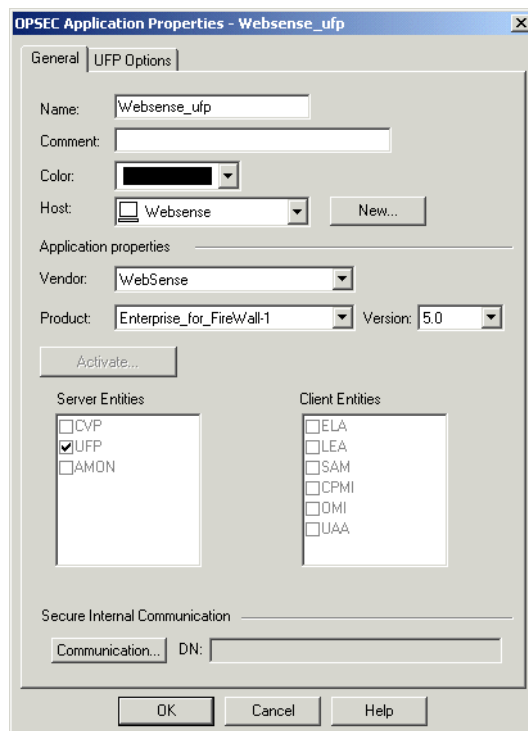 OPSEC Application Properties - Websense_ufp
General UFP Options
Name: Websense_ufp
Comment:
Color:
Host: Websense New...
Application properties
Vendor: WebSense
Product: Enterprise_for_FireWall-1 Version: 5.0
Activate...
Server Entities Client Entities
CVP ELA
UFP LEA
AMON SAM
CPMI
OMI
UAA
Secure Internal Communication
Communication... DN:
OK Cancel Help